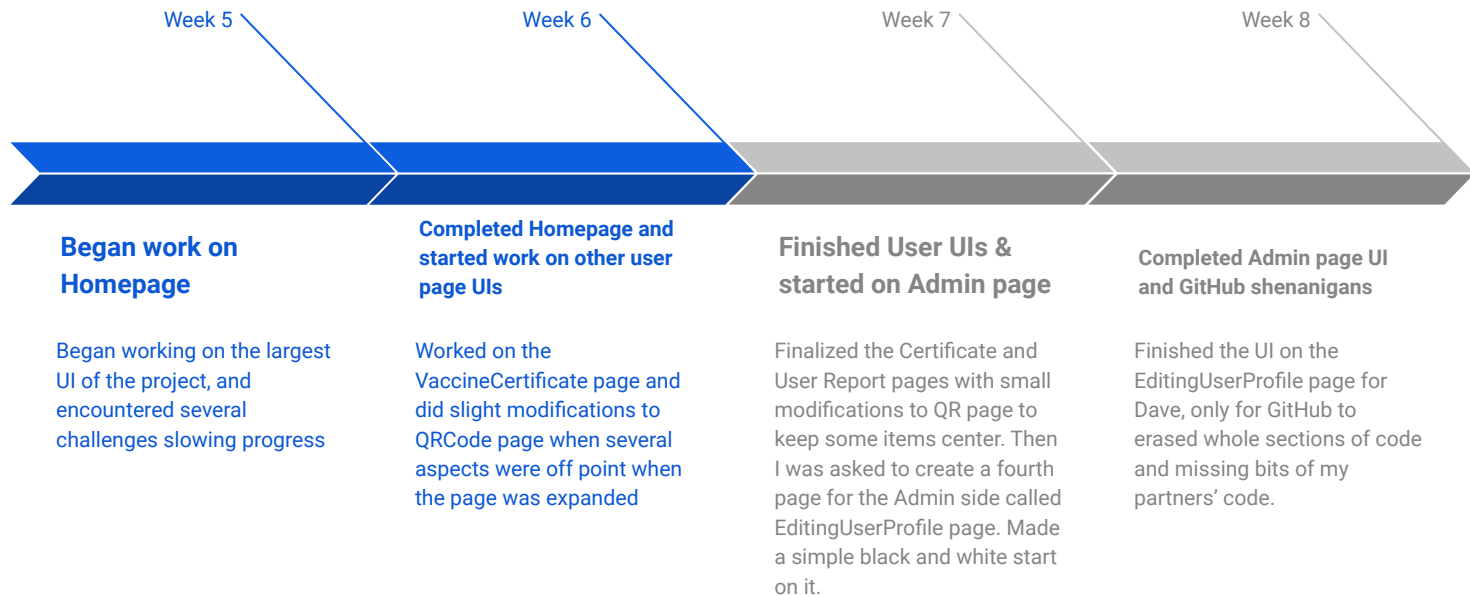 Week 5
Week 6
Week 7
Week 8
Began work on
Homepage
Began working on the largest
UI of the project, and
encountered several
challenges slowing progress
Completed Homepage and
started work on other user
page UIs
Worked on the
VaccineCertificate page and
did slight modifications to
QRCode page when several
aspects were off point when
the page was expanded
Finished User UIs &
started on Admin page
Finalized the Certificate and
User Report pages with small
modifications to QR page to
keep some items center. Then
I was asked to create a fourth
page for the Admin side called
EditingUserProfile page. Made
a simple black and white start
on it.
Completed Admin page UI
and GitHub shenanigans
Finished the UI on the
EditingUserProfile page for
Dave, only for GitHub to
erased whole sections of code
and missing bits of my
partners’ code.